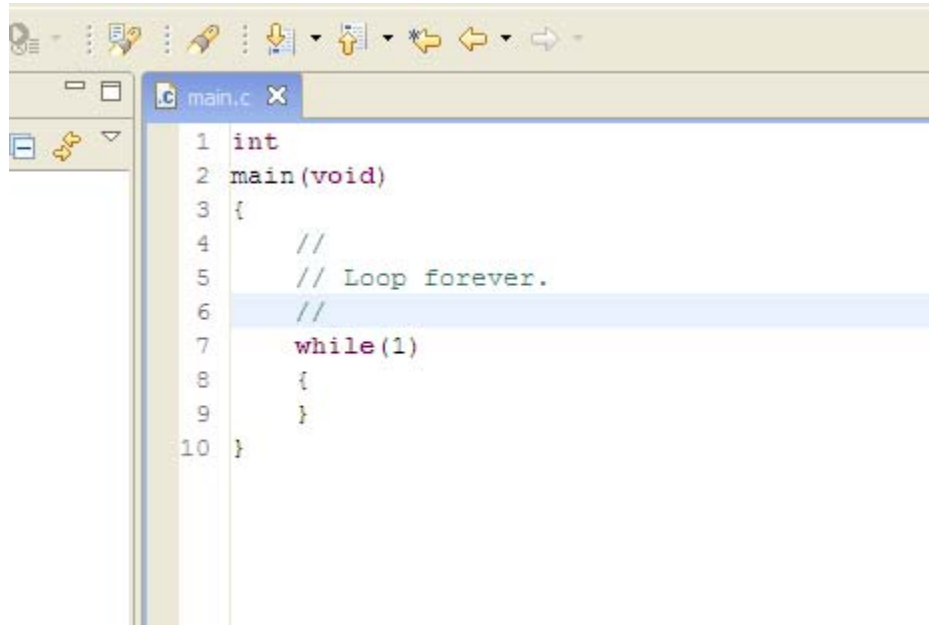 .c main.c
1 int
2 main(void)
3 {
4     //
5     // Loop forever.
6     //
7     while(1)
8     {
9     }
10 }